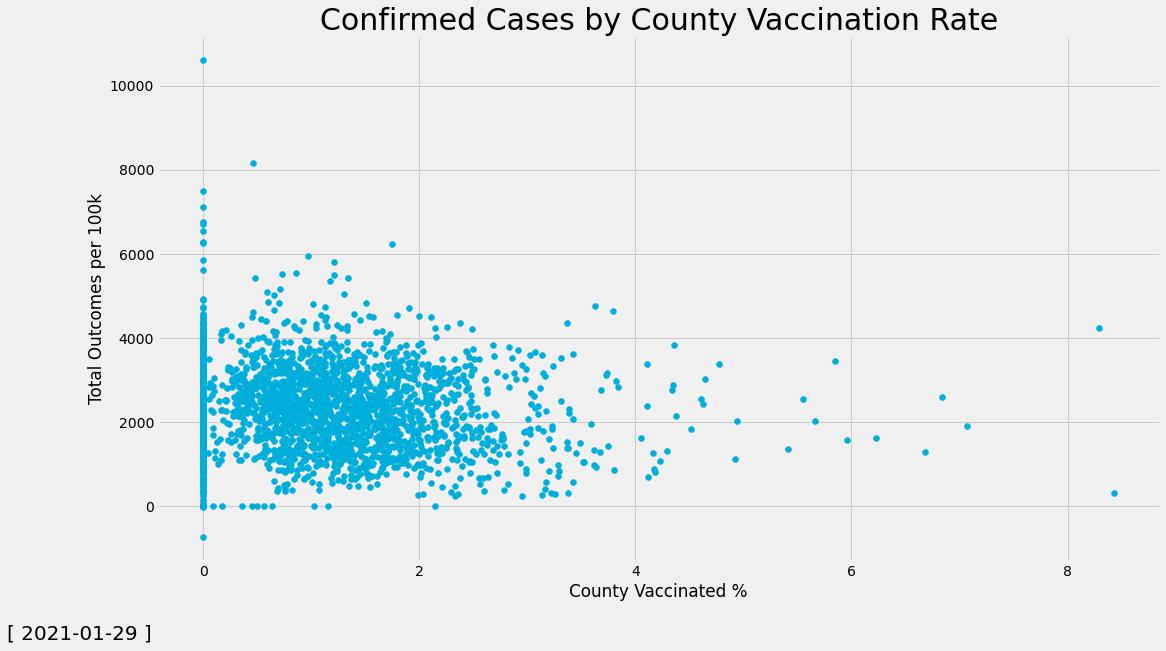 Confirmed Cases by County Vaccination Rate
Total Outcomes per 100k
10000
8000
6000
4000
2000
0
0 2 4 6 8
County Vaccinated %
[ 2021-01-29 ]